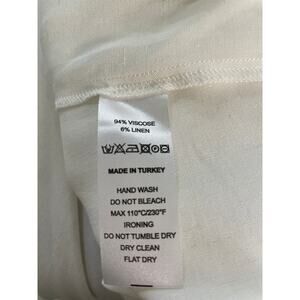 94% VISCOSE
6% LINEN
MADE IN TURKEY
HAND WASH
DO NOT BLEACH
MAX 110°C/230°F
IRONING
DO NOT TUMBLE DRY
DRY CLEAN
FLAT DRY